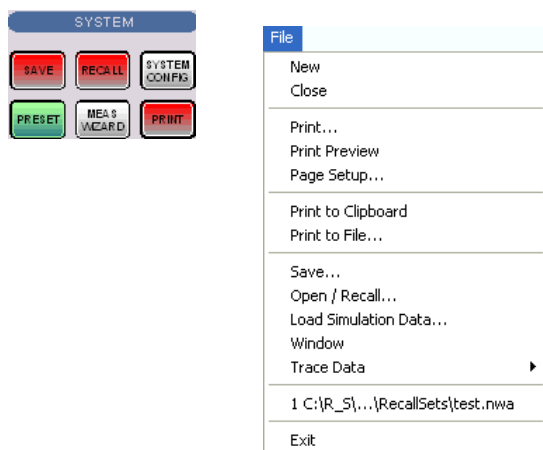 SYSTEM
SAVE RECALL SYSTEM CONFIG
PRESET MEAS WIZARD PRINT
File
New
Close
Print...
Print Preview
Page Setup...
Print to Clipboard
Print to File...
Save...
Open / Recall...
Load Simulation Data...
Window
Trace Data
1 C:\R_S\...\RecallSets\test.nwa
Exit